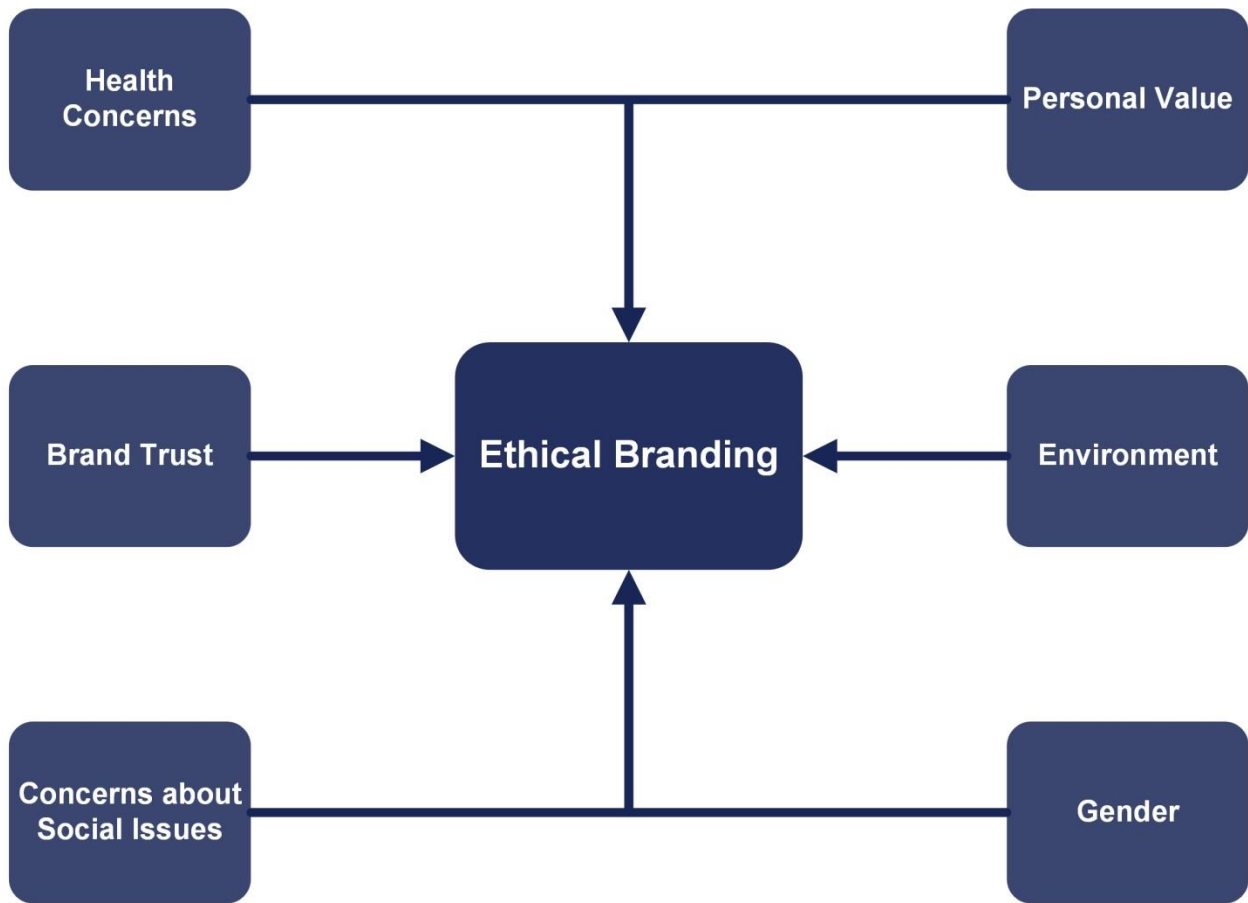 Health
Concerns
Personal Value
Brand Trust
Ethical Branding
Environment
Concerns about
Social Issues
Gender